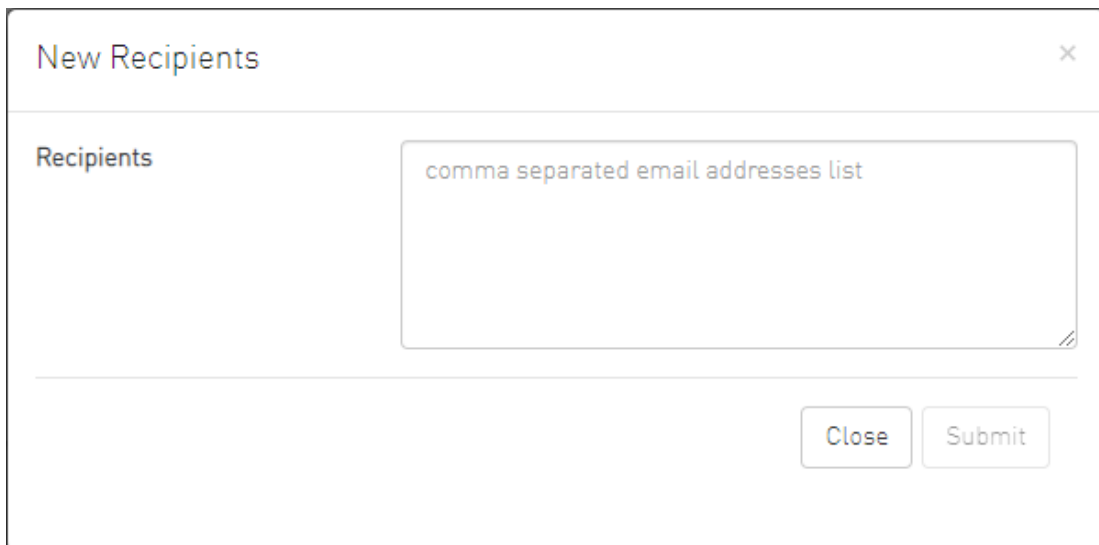 New Recipients ×
Recipients
comma separated email addresses list
Close Submit